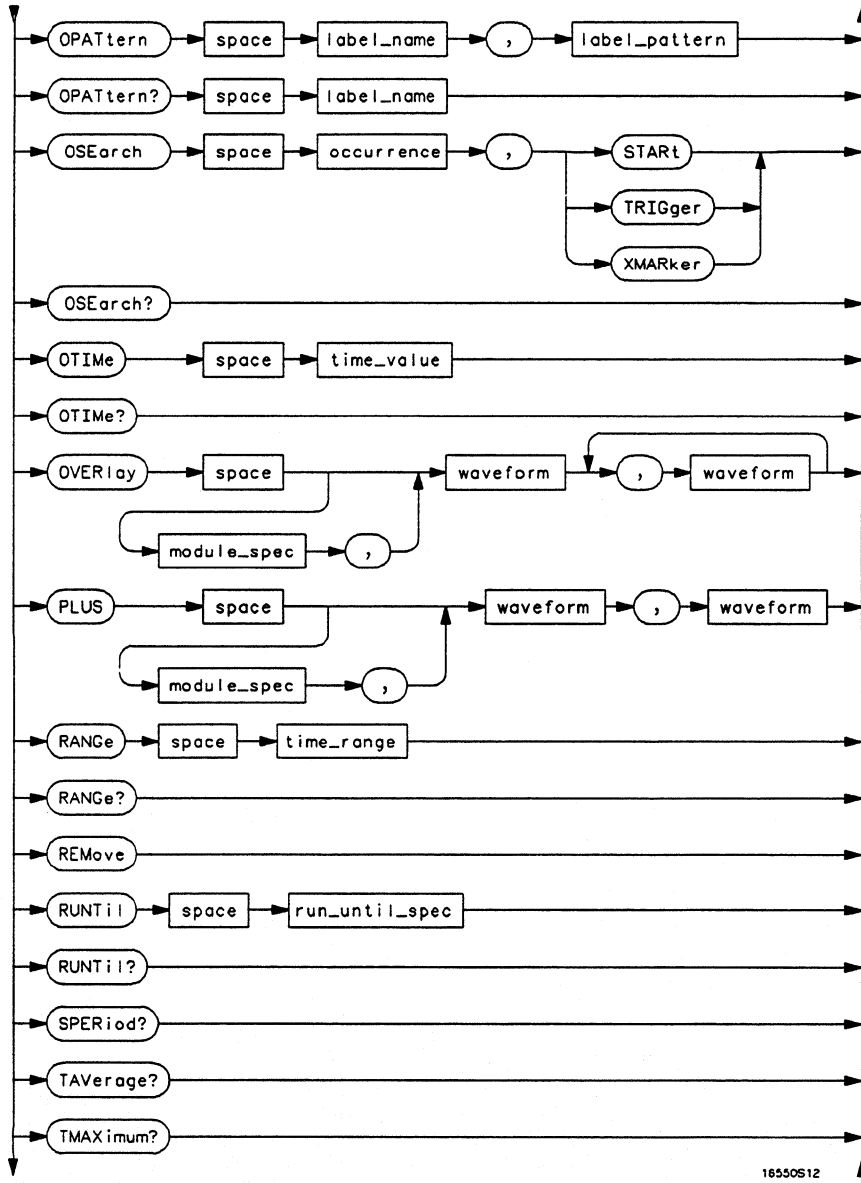 OPATtern space label_name , label_pattern
OPATtern? space label_name
OSEarch space occurrence , STARt
TRIGger
XMARker
OSEarch?
OTIMe space time_value
OTIMe?
OVERlay space waveform , waveform
module_spec ,
PLUS space waveform , waveform
module_spec ,
RANGe space time_range
RANGe?
REMove
RUNTil space run_until_spec
RUNTil?
SPERiod?
TAVerage?
TMAXimum?
16550S12